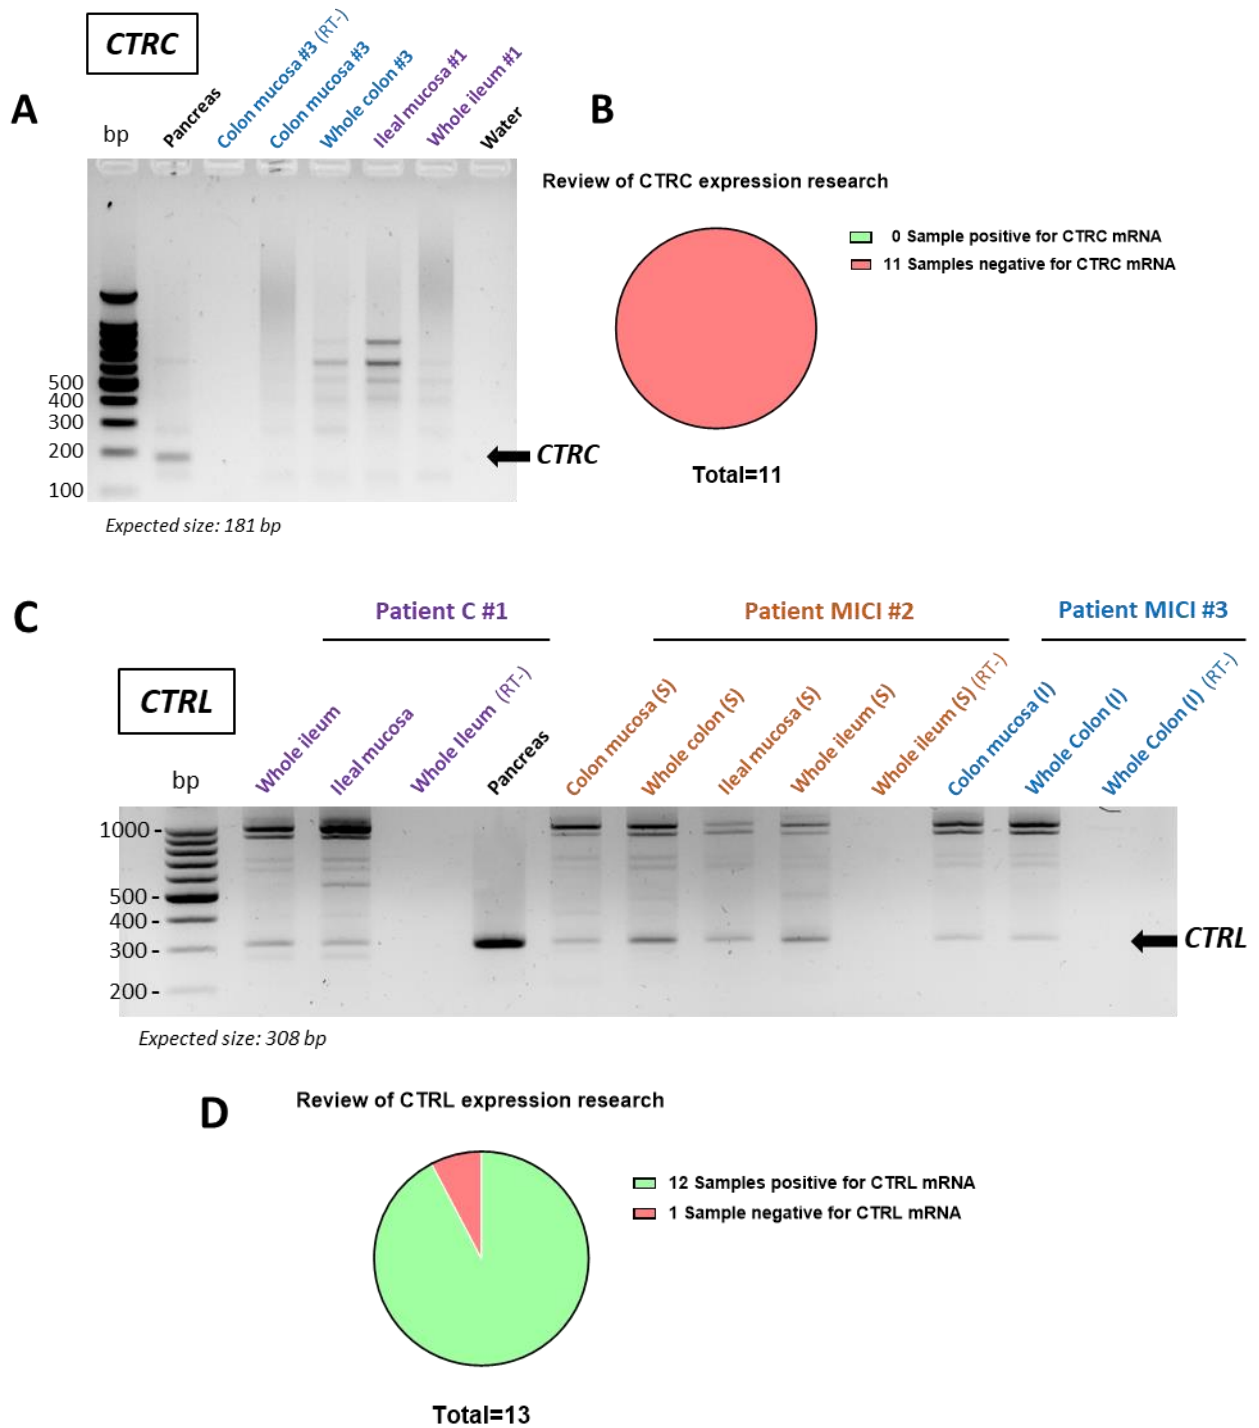 CTRC
A
bp
Pancreas
Colon mucosa #3 (RT-)
Colon mucosa #3
Whole colon #3
Ileal mucosa #1
Whole ileum #1
Water
500
400
300
200
100
CTRC
Expected size: 181 bp
B
Review of CTRC expression research
0 Sample positive for CTRC mRNA
11 Samples negative for CTRC mRNA
Total=11
C
Patient C #1
Patient MICI #2
Patient MICI #3
CTRL
bp
Whole ileum
Ileal mucosa
Whole Ileum (RT-)
Pancreas
Colon mucosa (S)
Whole colon (S)
Ileal mucosa (S)
Whole ileum (S)
Whole ileum (S) (RT-)
Colon mucosa (I)
Whole Colon (I)
Whole Colon (I) (RT-)
1000 -
500 -
400 -
300 -
200 -
CTRL
Expected size: 308 bp
D
Review of CTRL expression research
12 Samples positive for CTRL mRNA
1 Sample negative for CTRL mRNA
Total=13